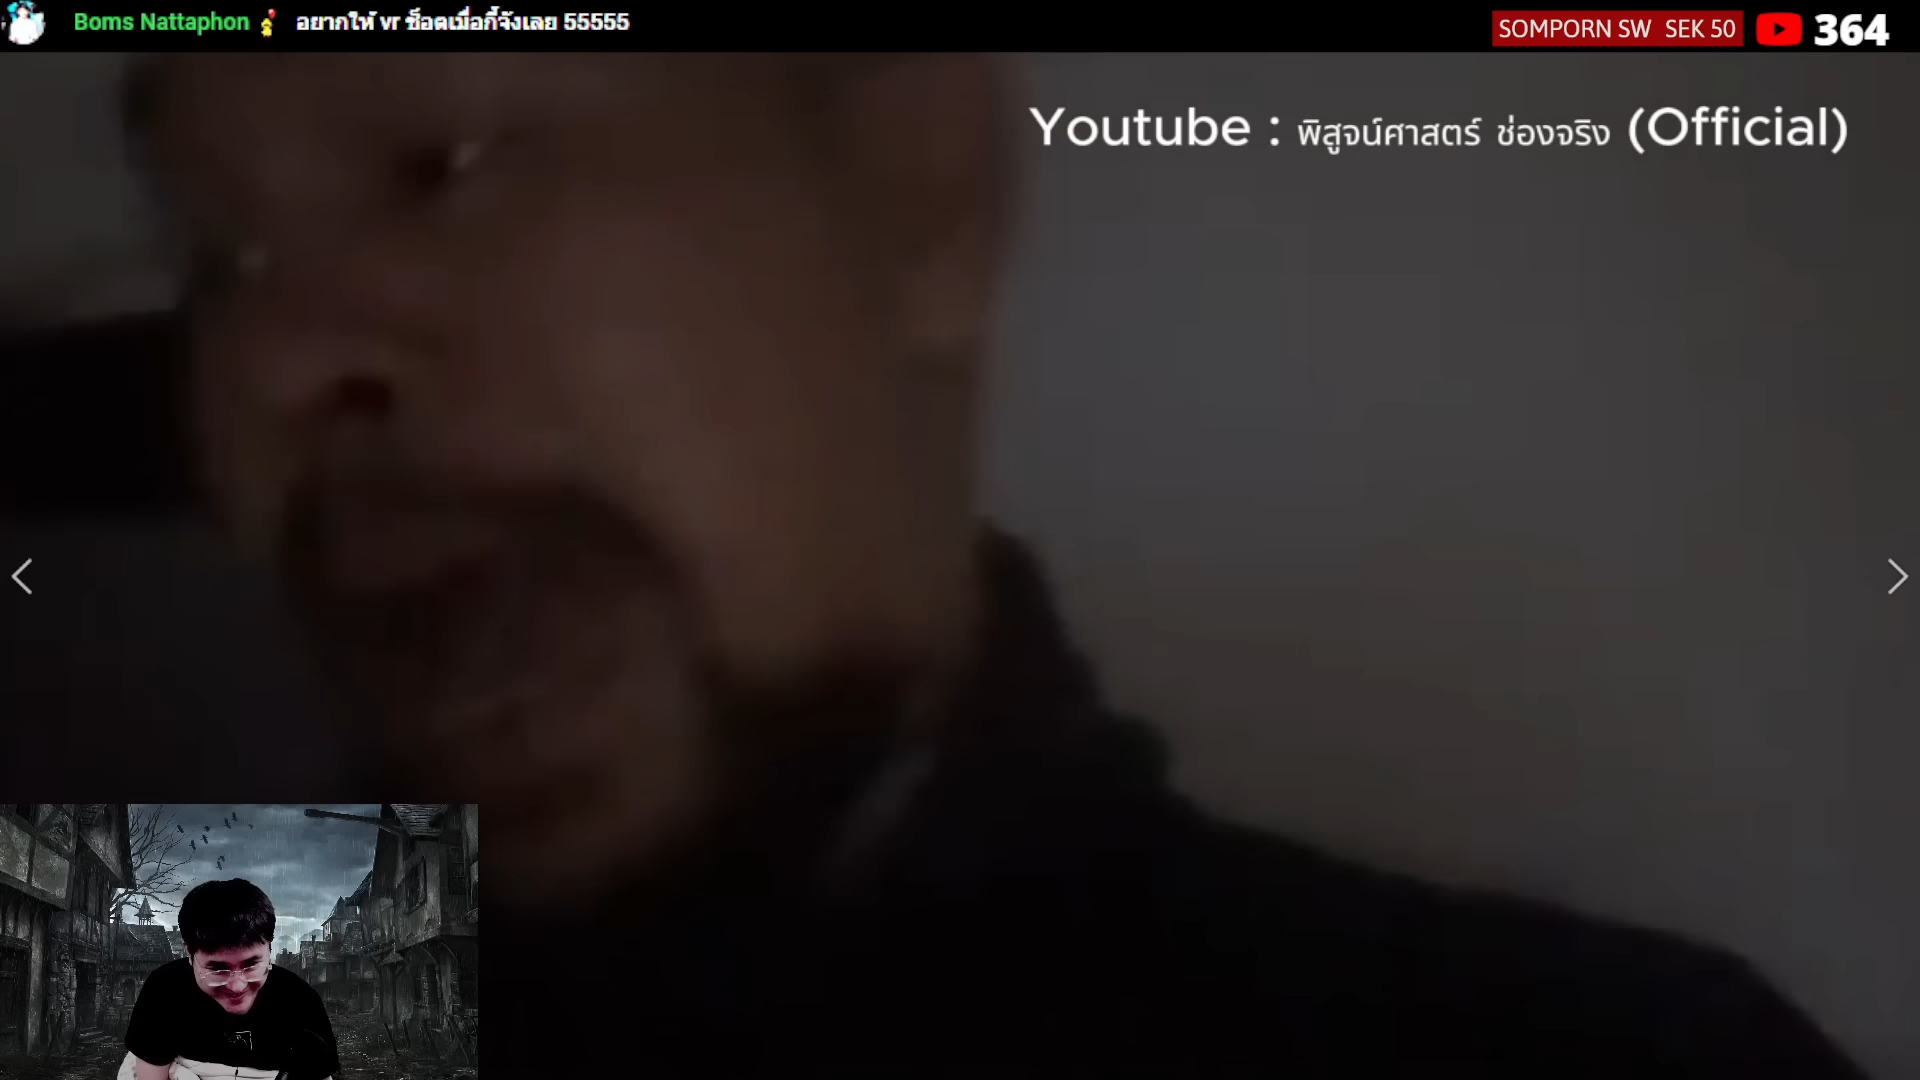 Boms Nattaphon อยากให้ vr ช็อตเมื่อกี้จังเลย 55555
SOMPORN SW SEK 50
364
Youtube : พิสูจน์ศาสตร์ ช่องจริง (Official)